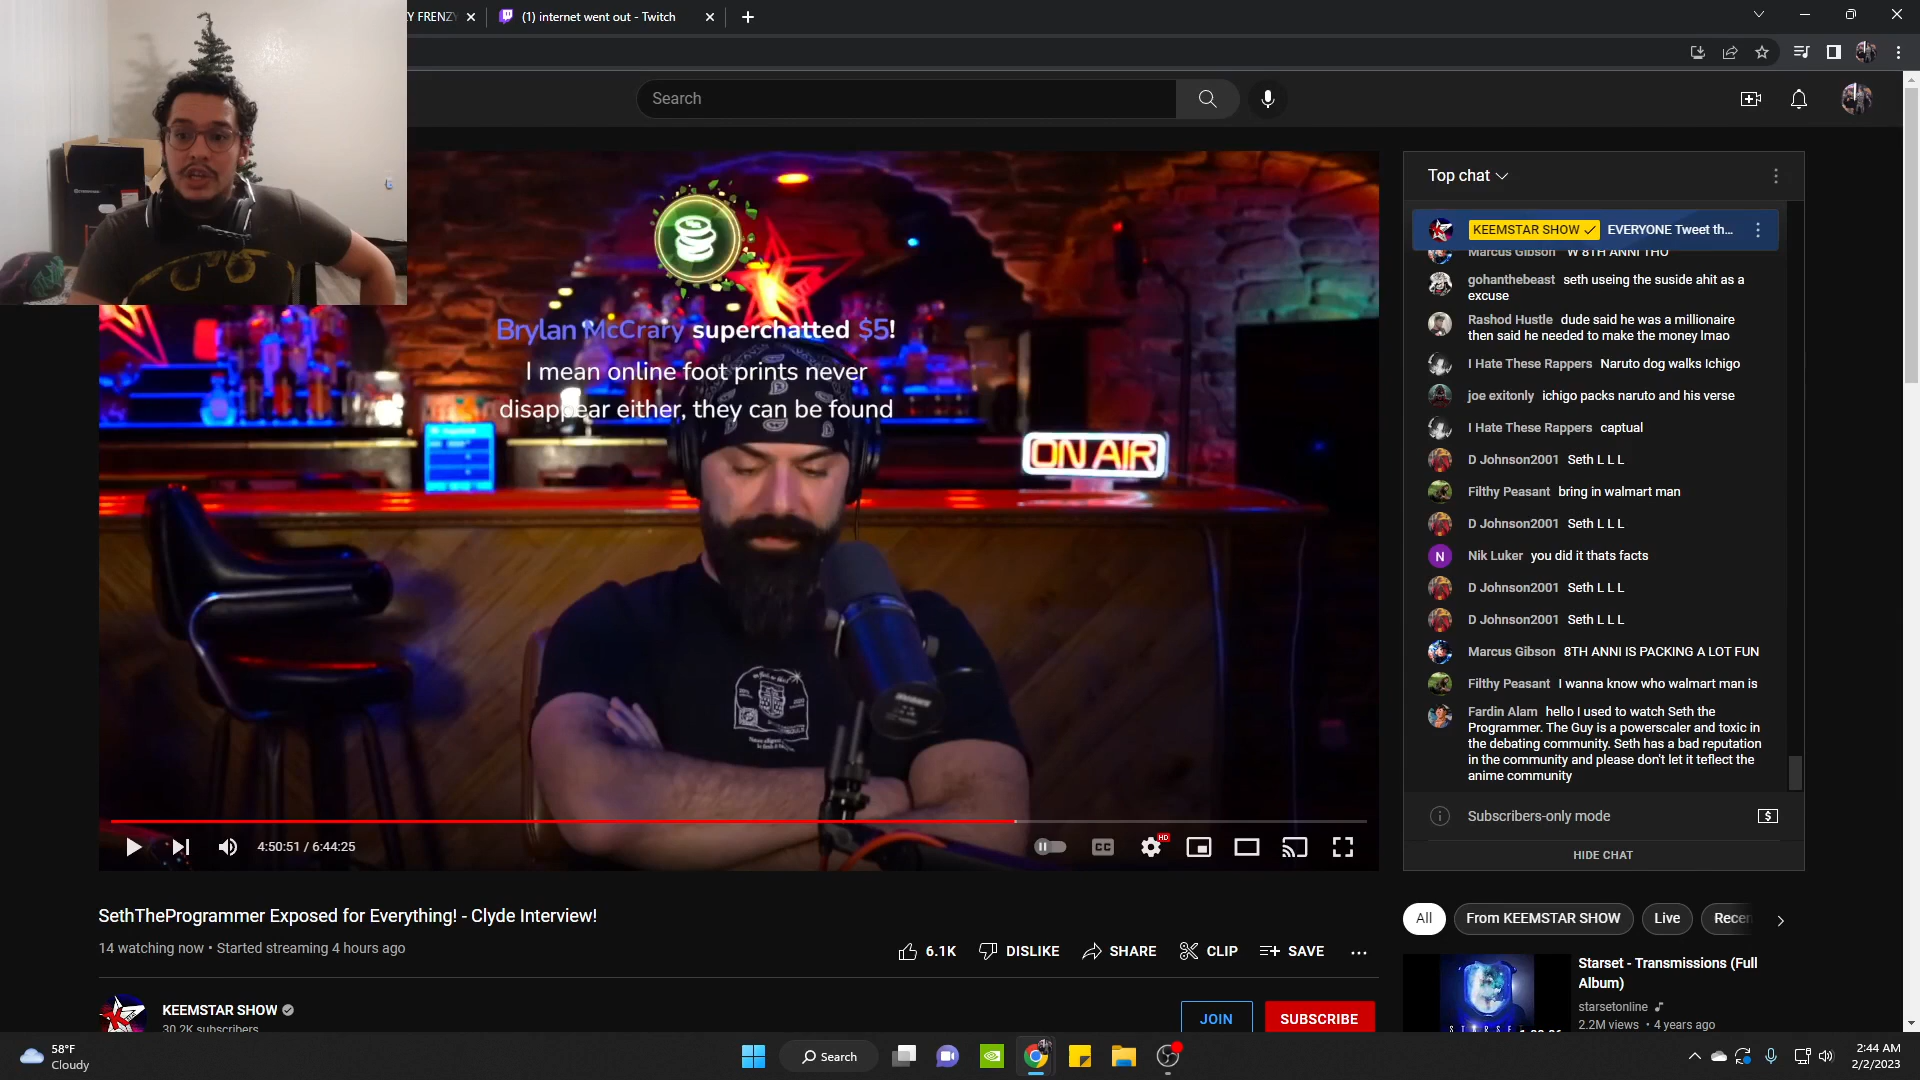 Y FRENZY
(1) internet went out - Twitch
Search
Brylan McCrary superchatted $5!
I mean online foot prints never
disappear either, they can be found
ON AIR
4:50:51 / 6:44:25
CC
HD
Top chat
KEEMSTAR SHOW EVERYONE Tweet th...
Marcus Gibson W 8TH ANNI THO
gohanthebeast seth useing the suside ahit as a
excuse
Rashod Hustle dude said he was a millionaire
then said he needed to make the money lmao
I Hate These Rappers Naruto dog walks Ichigo
joe exitonly ichigo packs naruto and his verse
I Hate These Rappers captual
D Johnson2001 Seth L L L
Filthy Peasant bring in walmart man
D Johnson2001 Seth L L L
N Nik Luker you did it thats facts
D Johnson2001 Seth L L L
D Johnson2001 Seth L L L
Marcus Gibson 8TH ANNI IS PACKING A LOT FUN
Filthy Peasant I wanna know who walmart man is
Fardin Alam hello I used to watch Seth the
Programmer. The Guy is a powerscaler and toxic in
the debating community. Seth has a bad reputation
in the community and please don't let it teflect the
anime community
Subscribers-only mode
HIDE CHAT
SethTheProgrammer Exposed for Everything! - Clyde Interview!
14 watching now • Started streaming 4 hours ago
6.1K DISLIKE SHARE CLIP SAVE
KEEMSTAR SHOW
30.2K subscribers
JOIN SUBSCRIBE
All From KEEMSTAR SHOW Live Recen
Starset - Transmissions (Full
Album)
starsetonline
2.2M views • 4 years ago
STARSET
58°F
Cloudy
Search
2:44 AM
2/2/2023